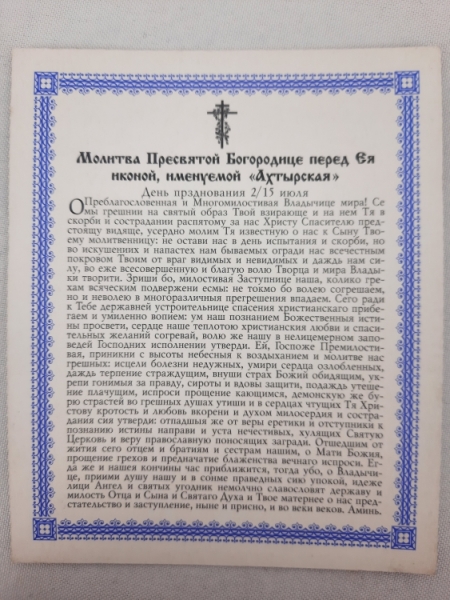 Молитва Пресвятой Богородице перед Ея
иконой, именуемой «Ахтырская»
День празднования 2/15 июля
О Преблагословенная и Многомилостивая Владычице мира! Се
мы грешнии на святый образ Твой взирающе и на нем Тя в
скорби и сострадании распятому за нас Христу Спасителю пред-
стоящу видяще, усердно молим Тя известную о нас к Сыну Тво-
ему молитвенницу: не остави нас в день испытания и скорби, но
во искушениих и напастех нам бываемых огради нас всечестным
покровом Твоим от враг видимых и невидимых и даждь нам си-
лу, во еже всесовершенную и благую волю Творца и мира Влады-
ки творити. Зриши бо, милостивая Заступнице наша, колико гре-
хам всяческим подвержени есмы: не токмо бо волею согрешаем,
но и неволею в многоразличныя прегрешения впадаем. Сего ради к
к Тебе державней устроительнице спасения христианскаго прибе-
гаем и умиленно вопием: ум наш познанием Божественныя исти-
ны просвети, сердце наше теплотою христианския любви и спаси-
тельных желаний согревай, волю же нашу в нелицемерном запо-
ведей Господних исполнении утверди. Ей, Госпоже Премилости-
вая, приникни с высоты небесныя к воздыханием и молитве нас
грешных: исцели болезни недужных, умири сердца озлобленных,
даждь терпение страждущим, внуши страх Божий обидящим, ук-
репи гонимыя за правду, сироты и вдовы защити, подаждь утеше-
ние плачущим, испроси прощение кающимся, демонскую же бу-
рю страстей во грешных душах утиши и в сердцах чтущих Тя Хри-
стову кротость и любовь вкорени и духом милосердия и состра-
дания сия утверди: отпадшыя же от веры еретики и отступники к
познанию истины направи и уста нечестивых, хулящих Святую
Церковь и веру православную поносящих загради. Отшедшим от
жития сего отцем и братиям и сестрам нашим, о Мати Божия,
прощение грехов и предначатие блаженства вечнаго испроси. Ег-
да же и нашея кончины час приближится, тогда убо, о Владычи-
це, приими душу нашу и в сонме праведных сию упокой, идеже
лицы Ангел и святых угодник немолчно славословят державу и
милость Отца и Сына и Святаго Духа и Твое матернее о нас пред-
стательство и заступление, ныне и присно, и во веки веков. Аминь.